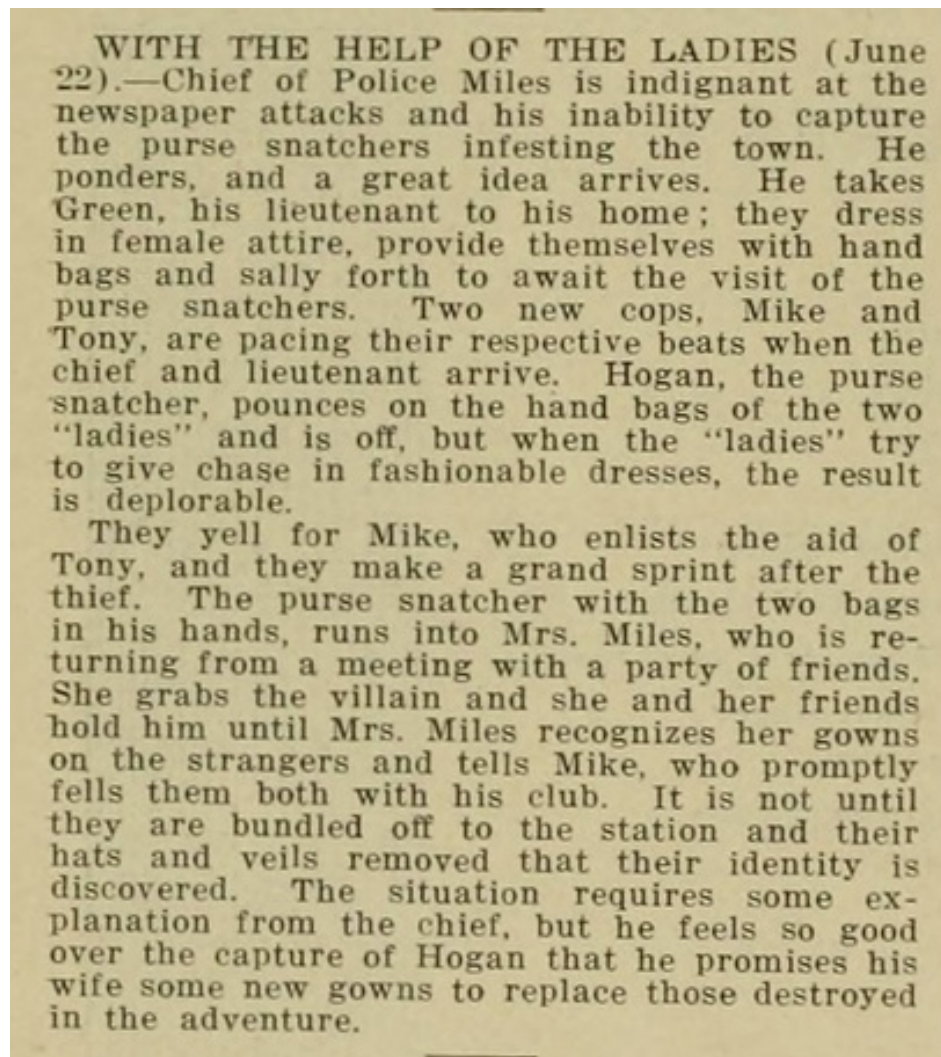 WITH THE HELP OF THE LADIES (June
22).—Chief of Police Miles is indignant at the
newspaper attacks and his inability to capture
the purse snatchers infesting the town. He
ponders, and a great idea arrives. He takes
Green, his lieutenant to his home; they dress
in female attire, provide themselves with hand
bags and sally forth to await the visit of the
purse snatchers. Two new cops, Mike and
Tony, are pacing their respective beats when the
chief and lieutenant arrive. Hogan, the purse
snatcher, pounces on the hand bags of the two
"ladies" and is off, but when the "ladies" try
to give chase in fashionable dresses, the result
is deplorable.
They yell for Mike, who enlists the aid of
Tony, and they make a grand sprint after the
thief. The purse snatcher with the two bags
in his hands, runs into Mrs. Miles, who is re-
turning from a meeting with a party of friends.
She grabs the villain and she and her friends
hold him until Mrs. Miles recognizes her gowns
on the strangers and tells Mike, who promptly
fells them both with his club. It is not until
they are bundled off to the station and their
hats and veils removed that their identity is
discovered. The situation requires some ex-
planation from the chief, but he feels so good
over the capture of Hogan that he promises his
wife some new gowns to replace those destroyed
in the adventure.